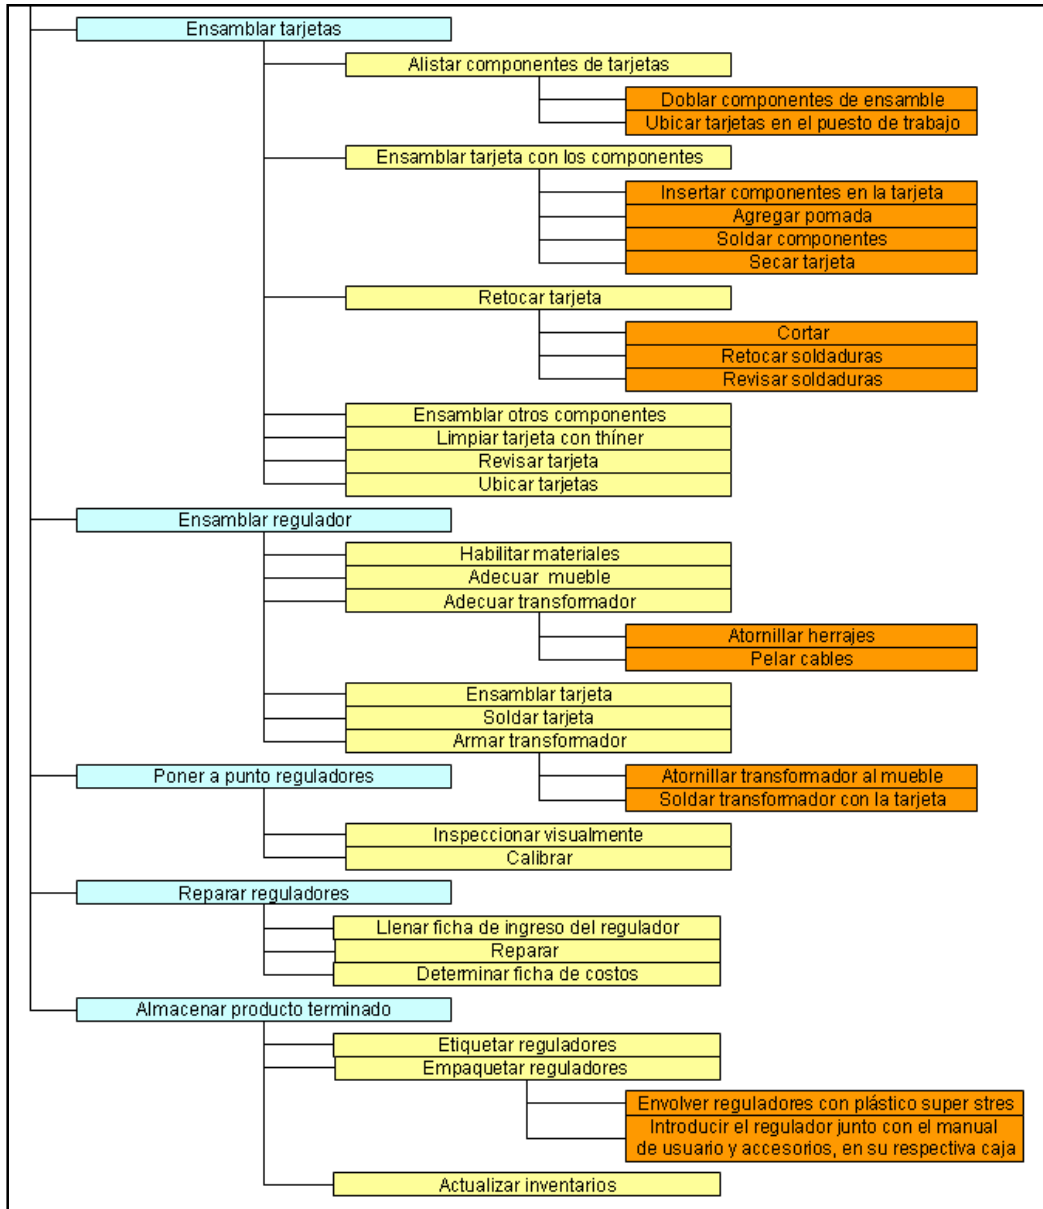 Ensamblar tarjetas
Alistar componentes de tarjetas
Doblar componentes de ensamble
Ubicar tarjetas en el puesto de trabajo
Ensamblar tarjeta con los componentes
Insertar componentes en la tarjeta
Agregar pomada
Soldar componentes
Secar tarjeta
Retocar tarjeta
Cortar
Retocar soldaduras
Revisar soldaduras
Ensamblar otros componentes
Limpiar tarjeta con thíner
Revisar tarjeta
Ubicar tarjetas
Ensamblar regulador
Habilitar materiales
Adecuar mueble
Adecuar transformador
Atornillar herrajes
Pelar cables
Ensamblar tarjeta
Soldar tarjeta
Armar transformador
Atornillar transformador al mueble
Soldar transformador con la tarjeta
Poner a punto reguladores
Inspeccionar visualmente
Calibrar
Reparar reguladores
Llenar ficha de ingreso del regulador
Reparar
Determinar ficha de costos
Almacenar producto terminado
Etiquetar reguladores
Empaquetar reguladores
Envolver reguladores con plástico super stres
Introducir el regulador junto con el manual
de usuario y accesorios, en su respectiva caja
Actualizar inventarios